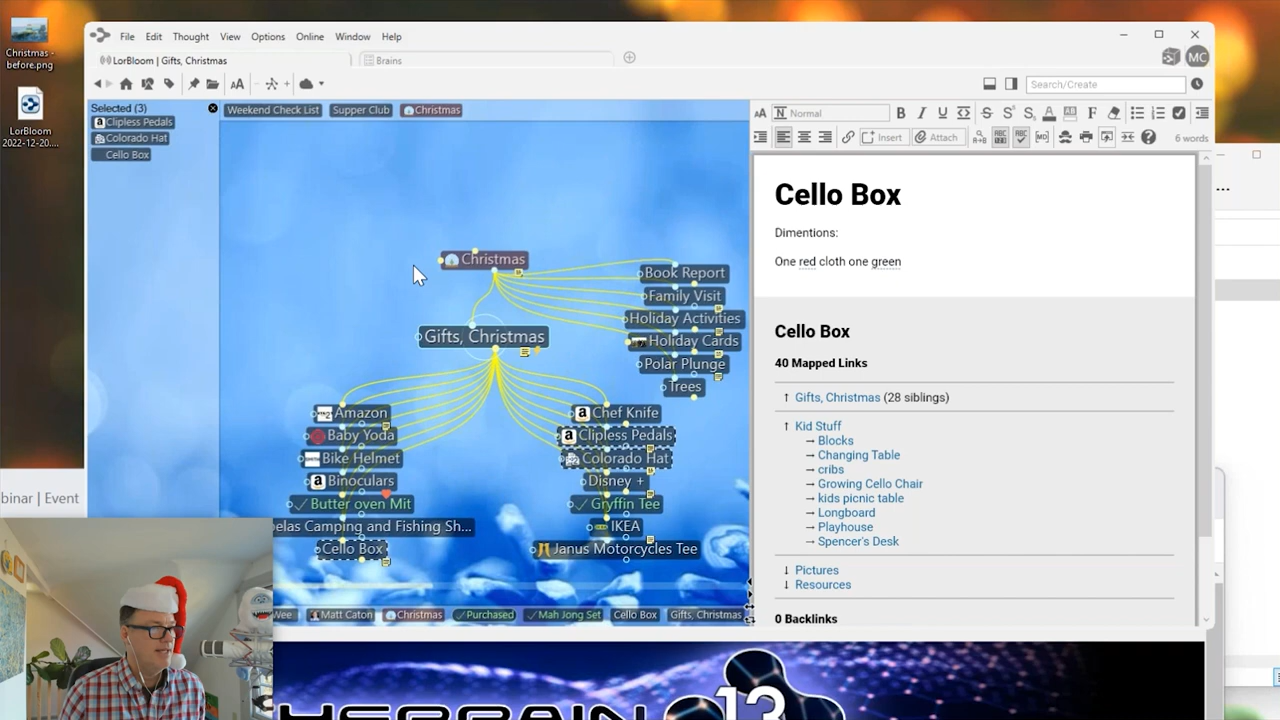 Christmas -
before.png
LorBloom
2022-12-20....
File Edit Thought View Options Online Window Help
LorBloom | Gifts, Christmas
Brains
MC
AA
Search/Create
Selected (3)
Clipless Pedals
Colorado Hat
Cello Box
Weekend Check List
Supper Club
Christmas
Normal
Insert
Attach
6 words
Christmas
Gifts, Christmas
Book Report
Family Visit
Holiday Activities
Holiday Cards
Polar Plunge
Trees
Amazon
Baby Yoda
Bike Helmet
Binoculars
Butter oven Mit
elas Camping and Fishing Sh...
Cello Box
Chef Knife
Clipless Pedals
Colorado Hat
Disney +
Gryffin Tee
IKEA
Janus Motorcycles Tee
Wee
Matt Caton
Christmas
Purchased
Mah Jong Set
Cello Box
Gifts, Christmas
Cello Box
Dimentions:
One red cloth one green
Cello Box
40 Mapped Links
↑ Gifts, Christmas (28 siblings)
↑ Kid Stuff
→ Blocks
→ Changing Table
→ cribs
→ Growing Cello Chair
→ kids picnic table
→ Longboard
→ Playhouse
→ Spencer's Desk
↓ Pictures
↓ Resources
0 Backlinks
binar | Event
13